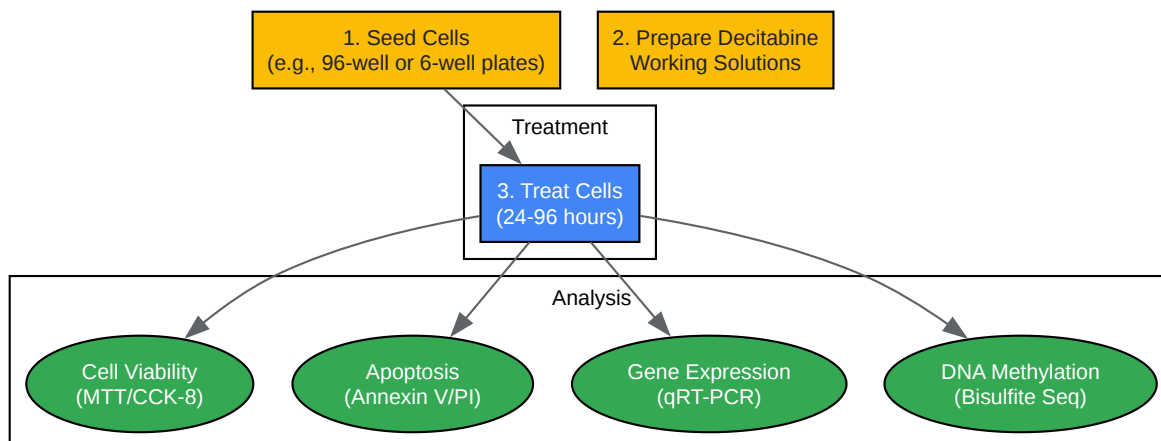 1. Seed Cells
(e.g., 96-well or 6-well plates)
2. Prepare Decitabine
Working Solutions
Treatment
3. Treat Cells
(24-96 hours)
Analysis
Cell Viability
(MTT/CCK-8)
Apoptosis
(Annexin V/PI)
Gene Expression
(qRT-PCR)
DNA Methylation
(Bisulfite Seq)